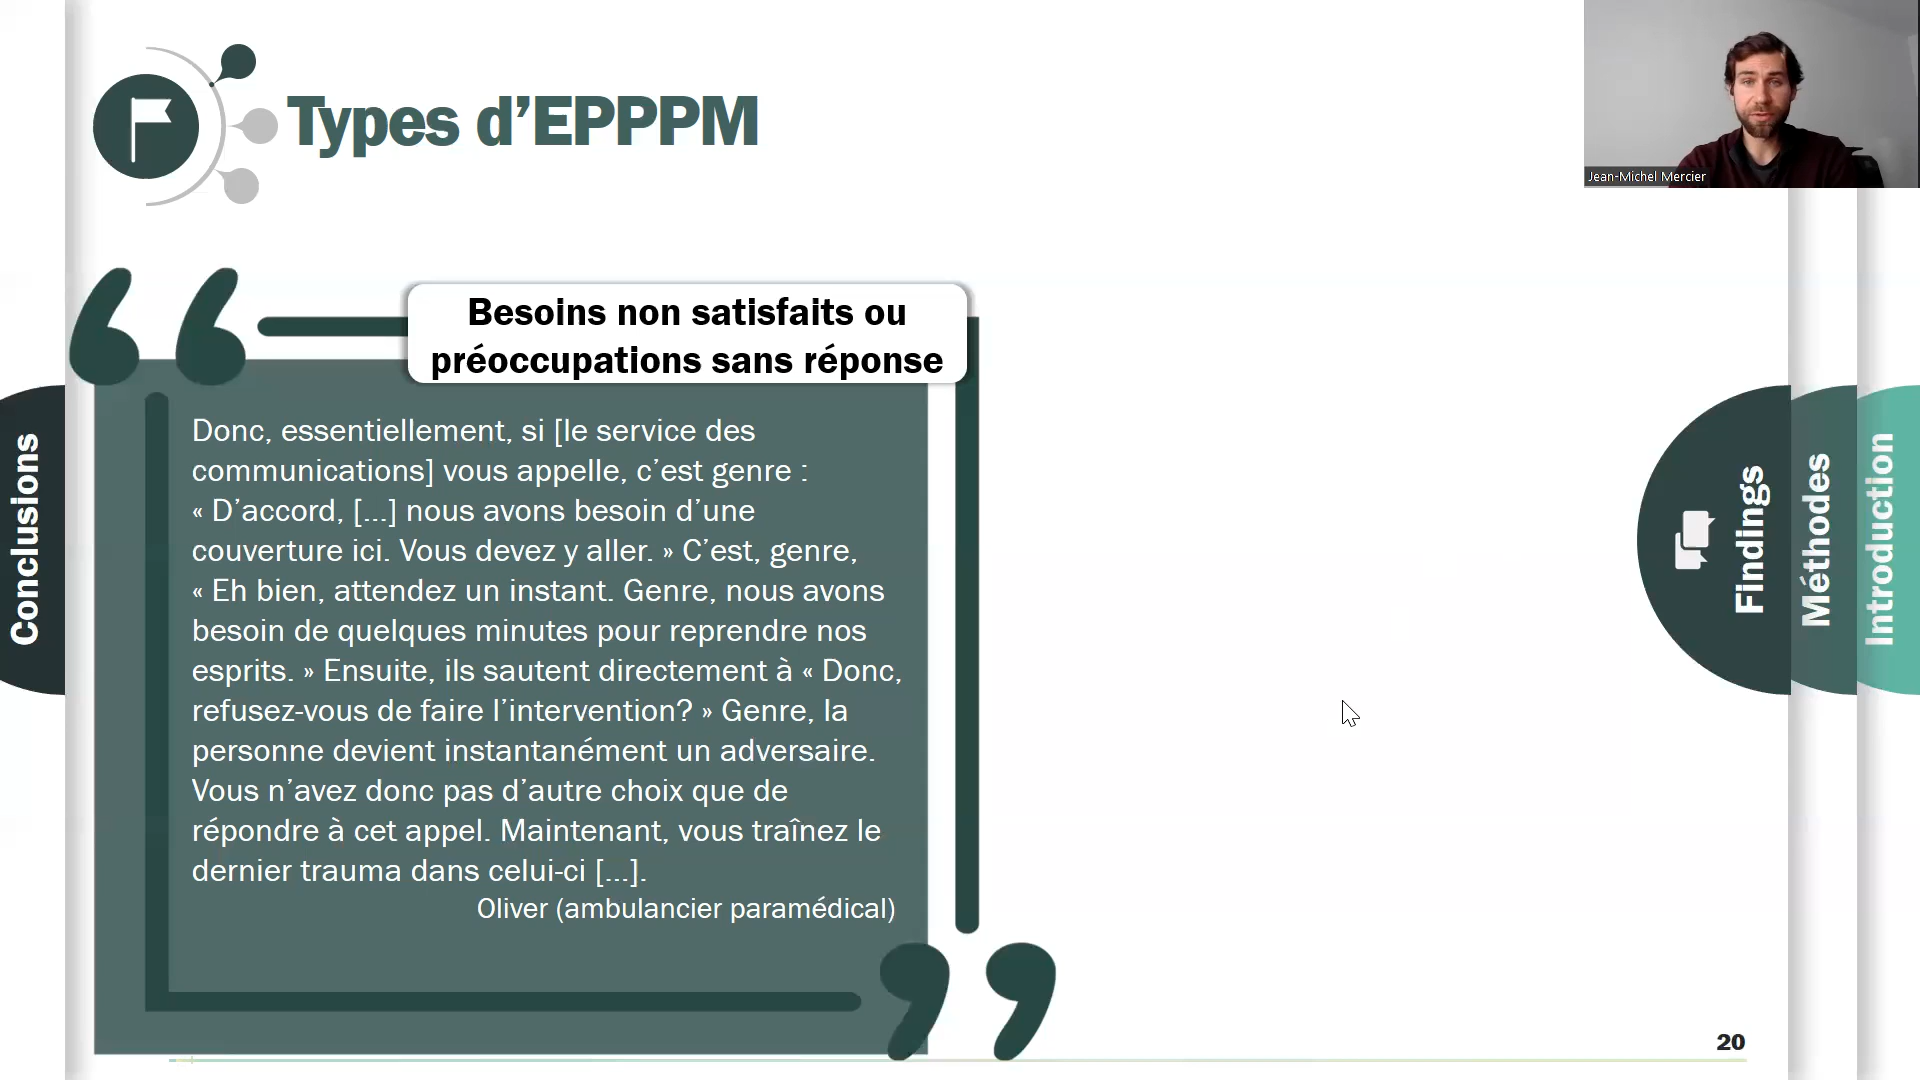 Types d’EPPPM
Jean-Michel Mercier
Besoins non satisfaits ou
préoccupations sans réponse
Donc, essentiellement, si [le service des
communications] vous appelle, c’est genre :
« D’accord, [...] nous avons besoin d’une
couverture ici. Vous devez y aller. » C’est, genre,
« Eh bien, attendez un instant. Genre, nous avons
besoin de quelques minutes pour reprendre nos
esprits. » Ensuite, ils sautent directement à « Donc,
refusez-vous de faire l’intervention? » Genre, la
personne devient instantanément un adversaire.
Vous n’avez donc pas d’autre choix que de
répondre à cet appel. Maintenant, vous traînez le
dernier trauma dans celui-ci [...].
Oliver (ambulancier paramédical)
Conclusions
Findings
Méthodes
Introduction
20